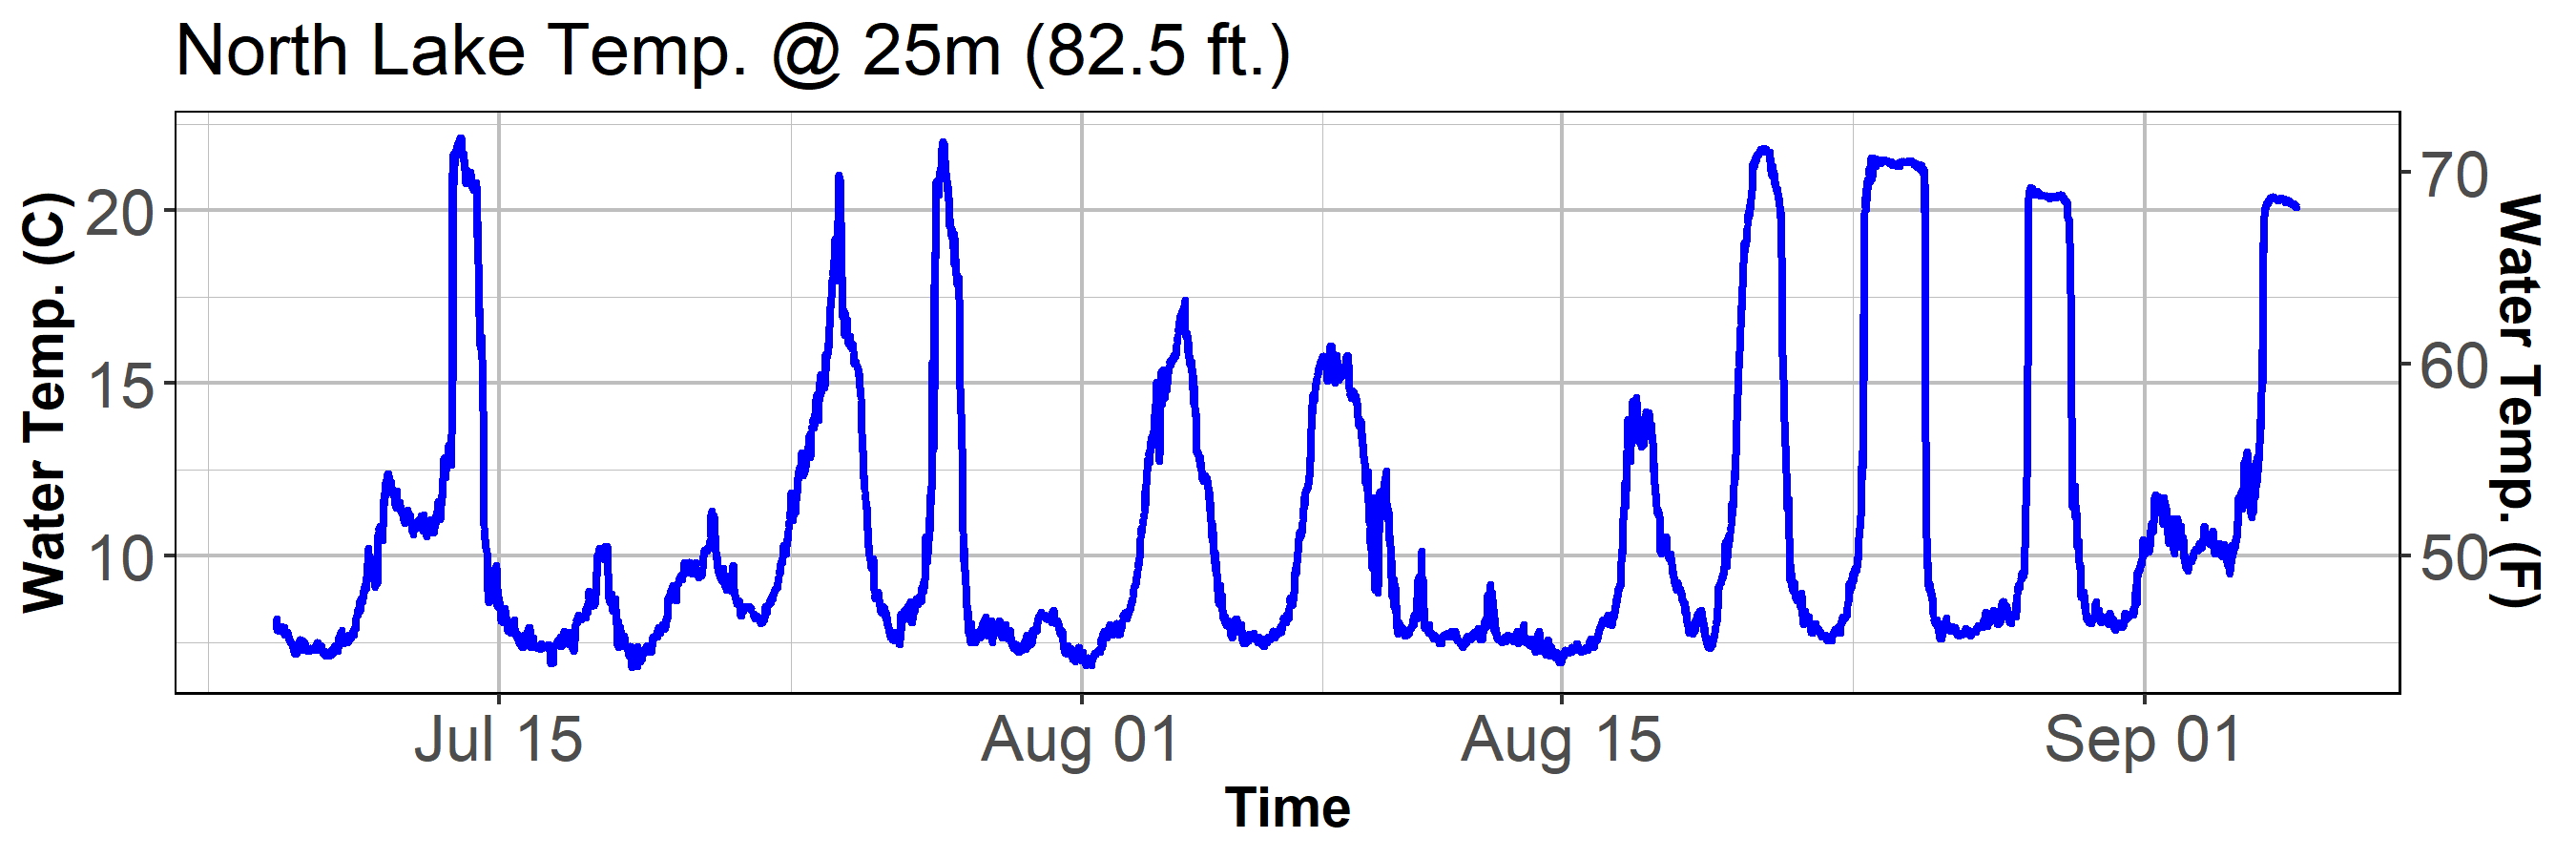 North Lake Temp. @ 25m (82.5 ft.)
Water Temp. (C)
20
15
10
70
60
50
Water Temp. (F)
Jul 15 Aug 01 Aug 15 Sep 01
Time